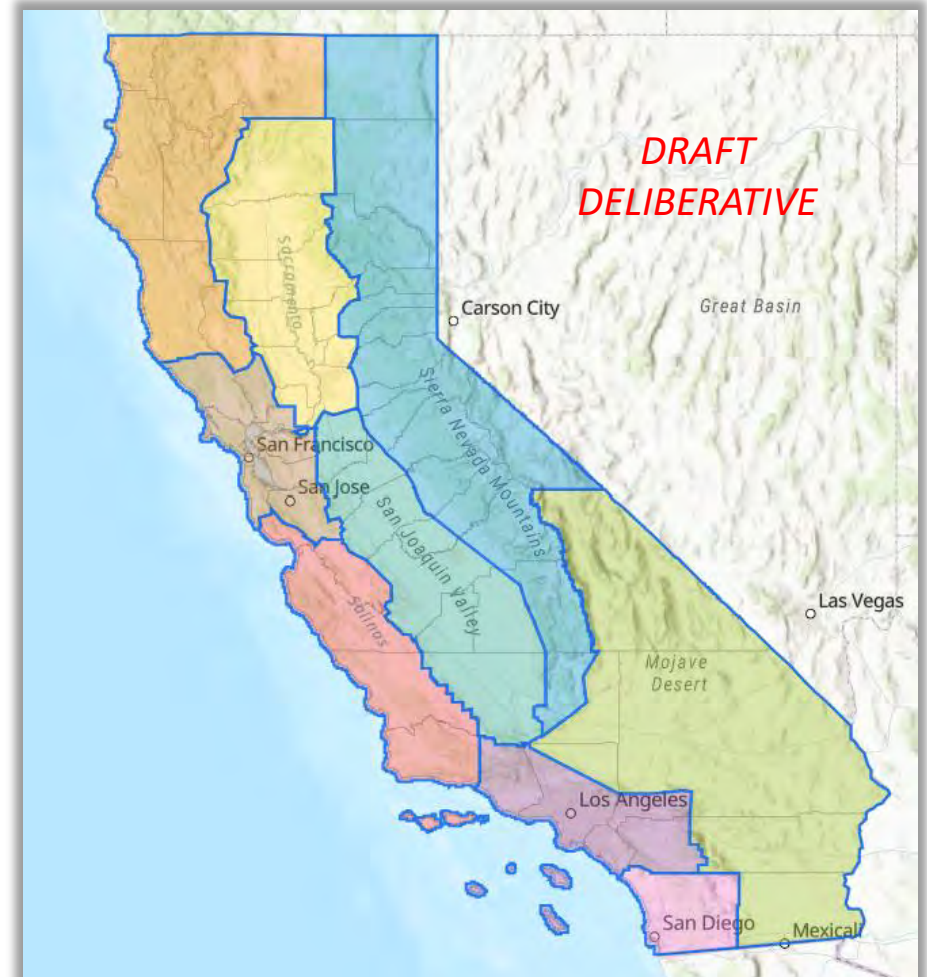 DRAFT
DELIBERATIVE
Sacramento
Carson City
Great Basin
Sierra Nevada Mountains
San Francisco
San Jose
San Joaquin Valley
Salinas
Las Vegas
Mojave
Desert
Los Angeles
San Diego
Mexicali